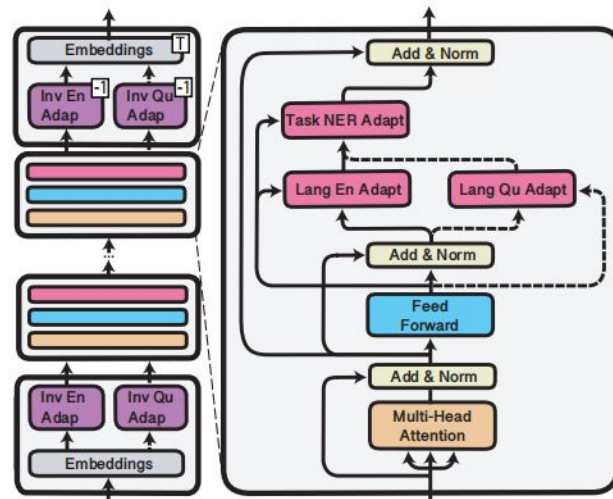 Embeddings
T
Inv En
Adap
-1
Inv Qu
Adap
-1
...
Inv En
Adap
Inv Qu
Adap
Embeddings
Add & Norm
Task NER Adapt
Lang En Adapt
Lang Qu Adapt
Add & Norm
Feed
Forward
Add & Norm
Multi-Head
Attention